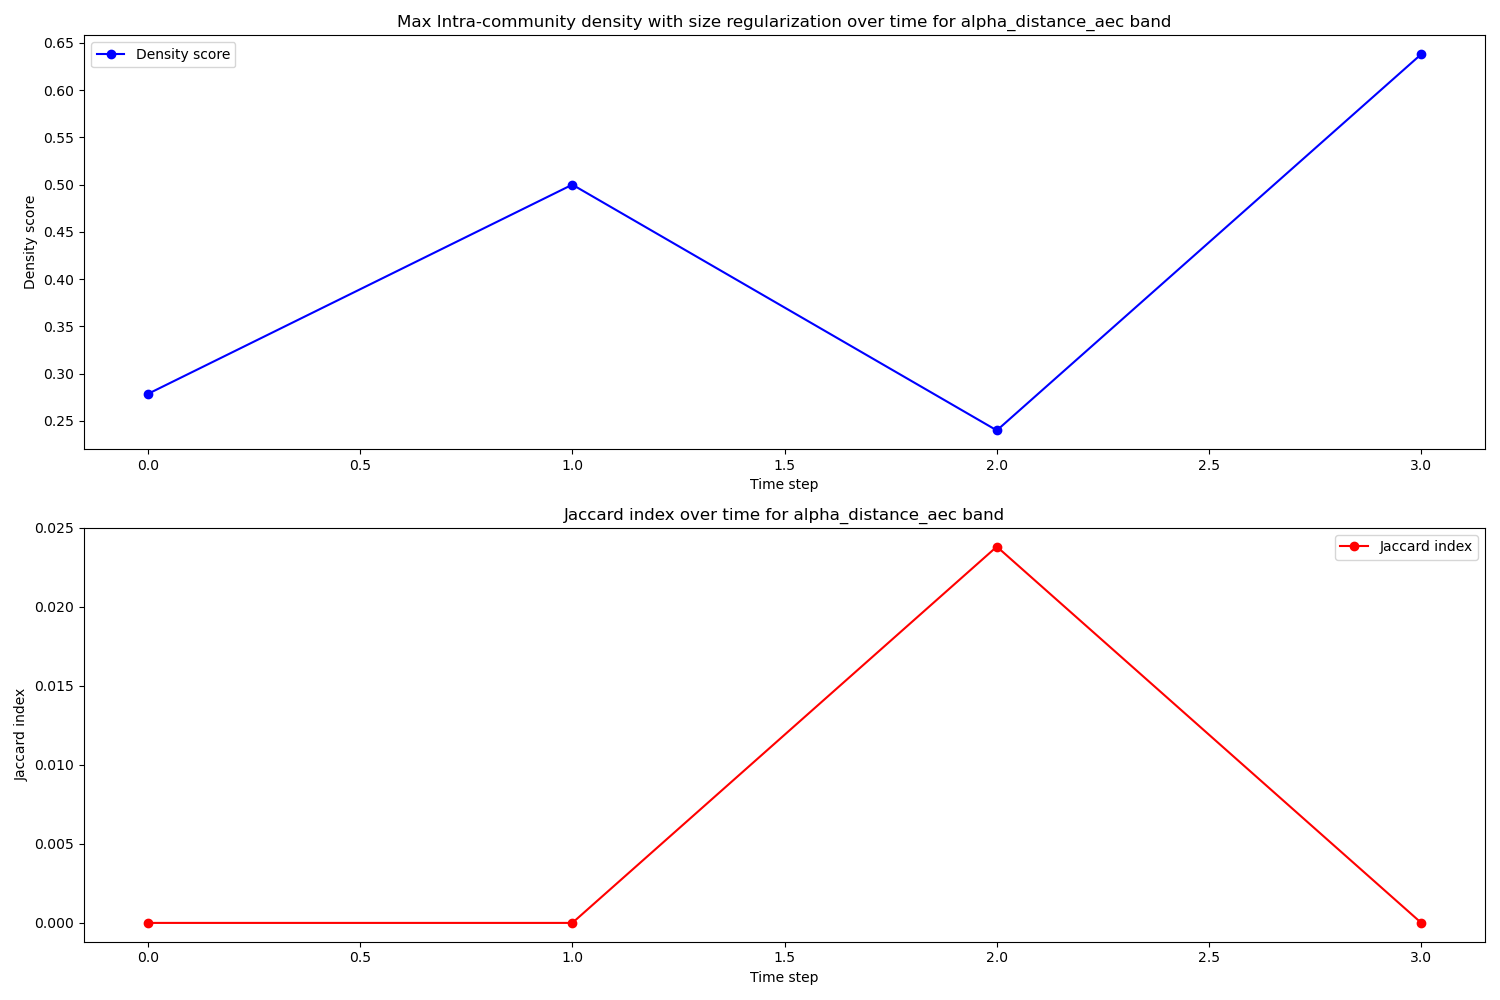 Max Intra-community density with size regularization over time for alpha_distance_aec band
Density score
0.65
0.60
0.55
0.50
0.45
0.40
0.35
0.30
0.25
Density score
0.0 0.5 1.0 1.5 2.0 2.5 3.0
Time step
Jaccard index over time for alpha_distance_aec band
Jaccard index
0.025
0.020
0.015
0.010
0.005
0.000
Jaccard index
0.0 0.5 1.0 1.5 2.0 2.5 3.0
Time step